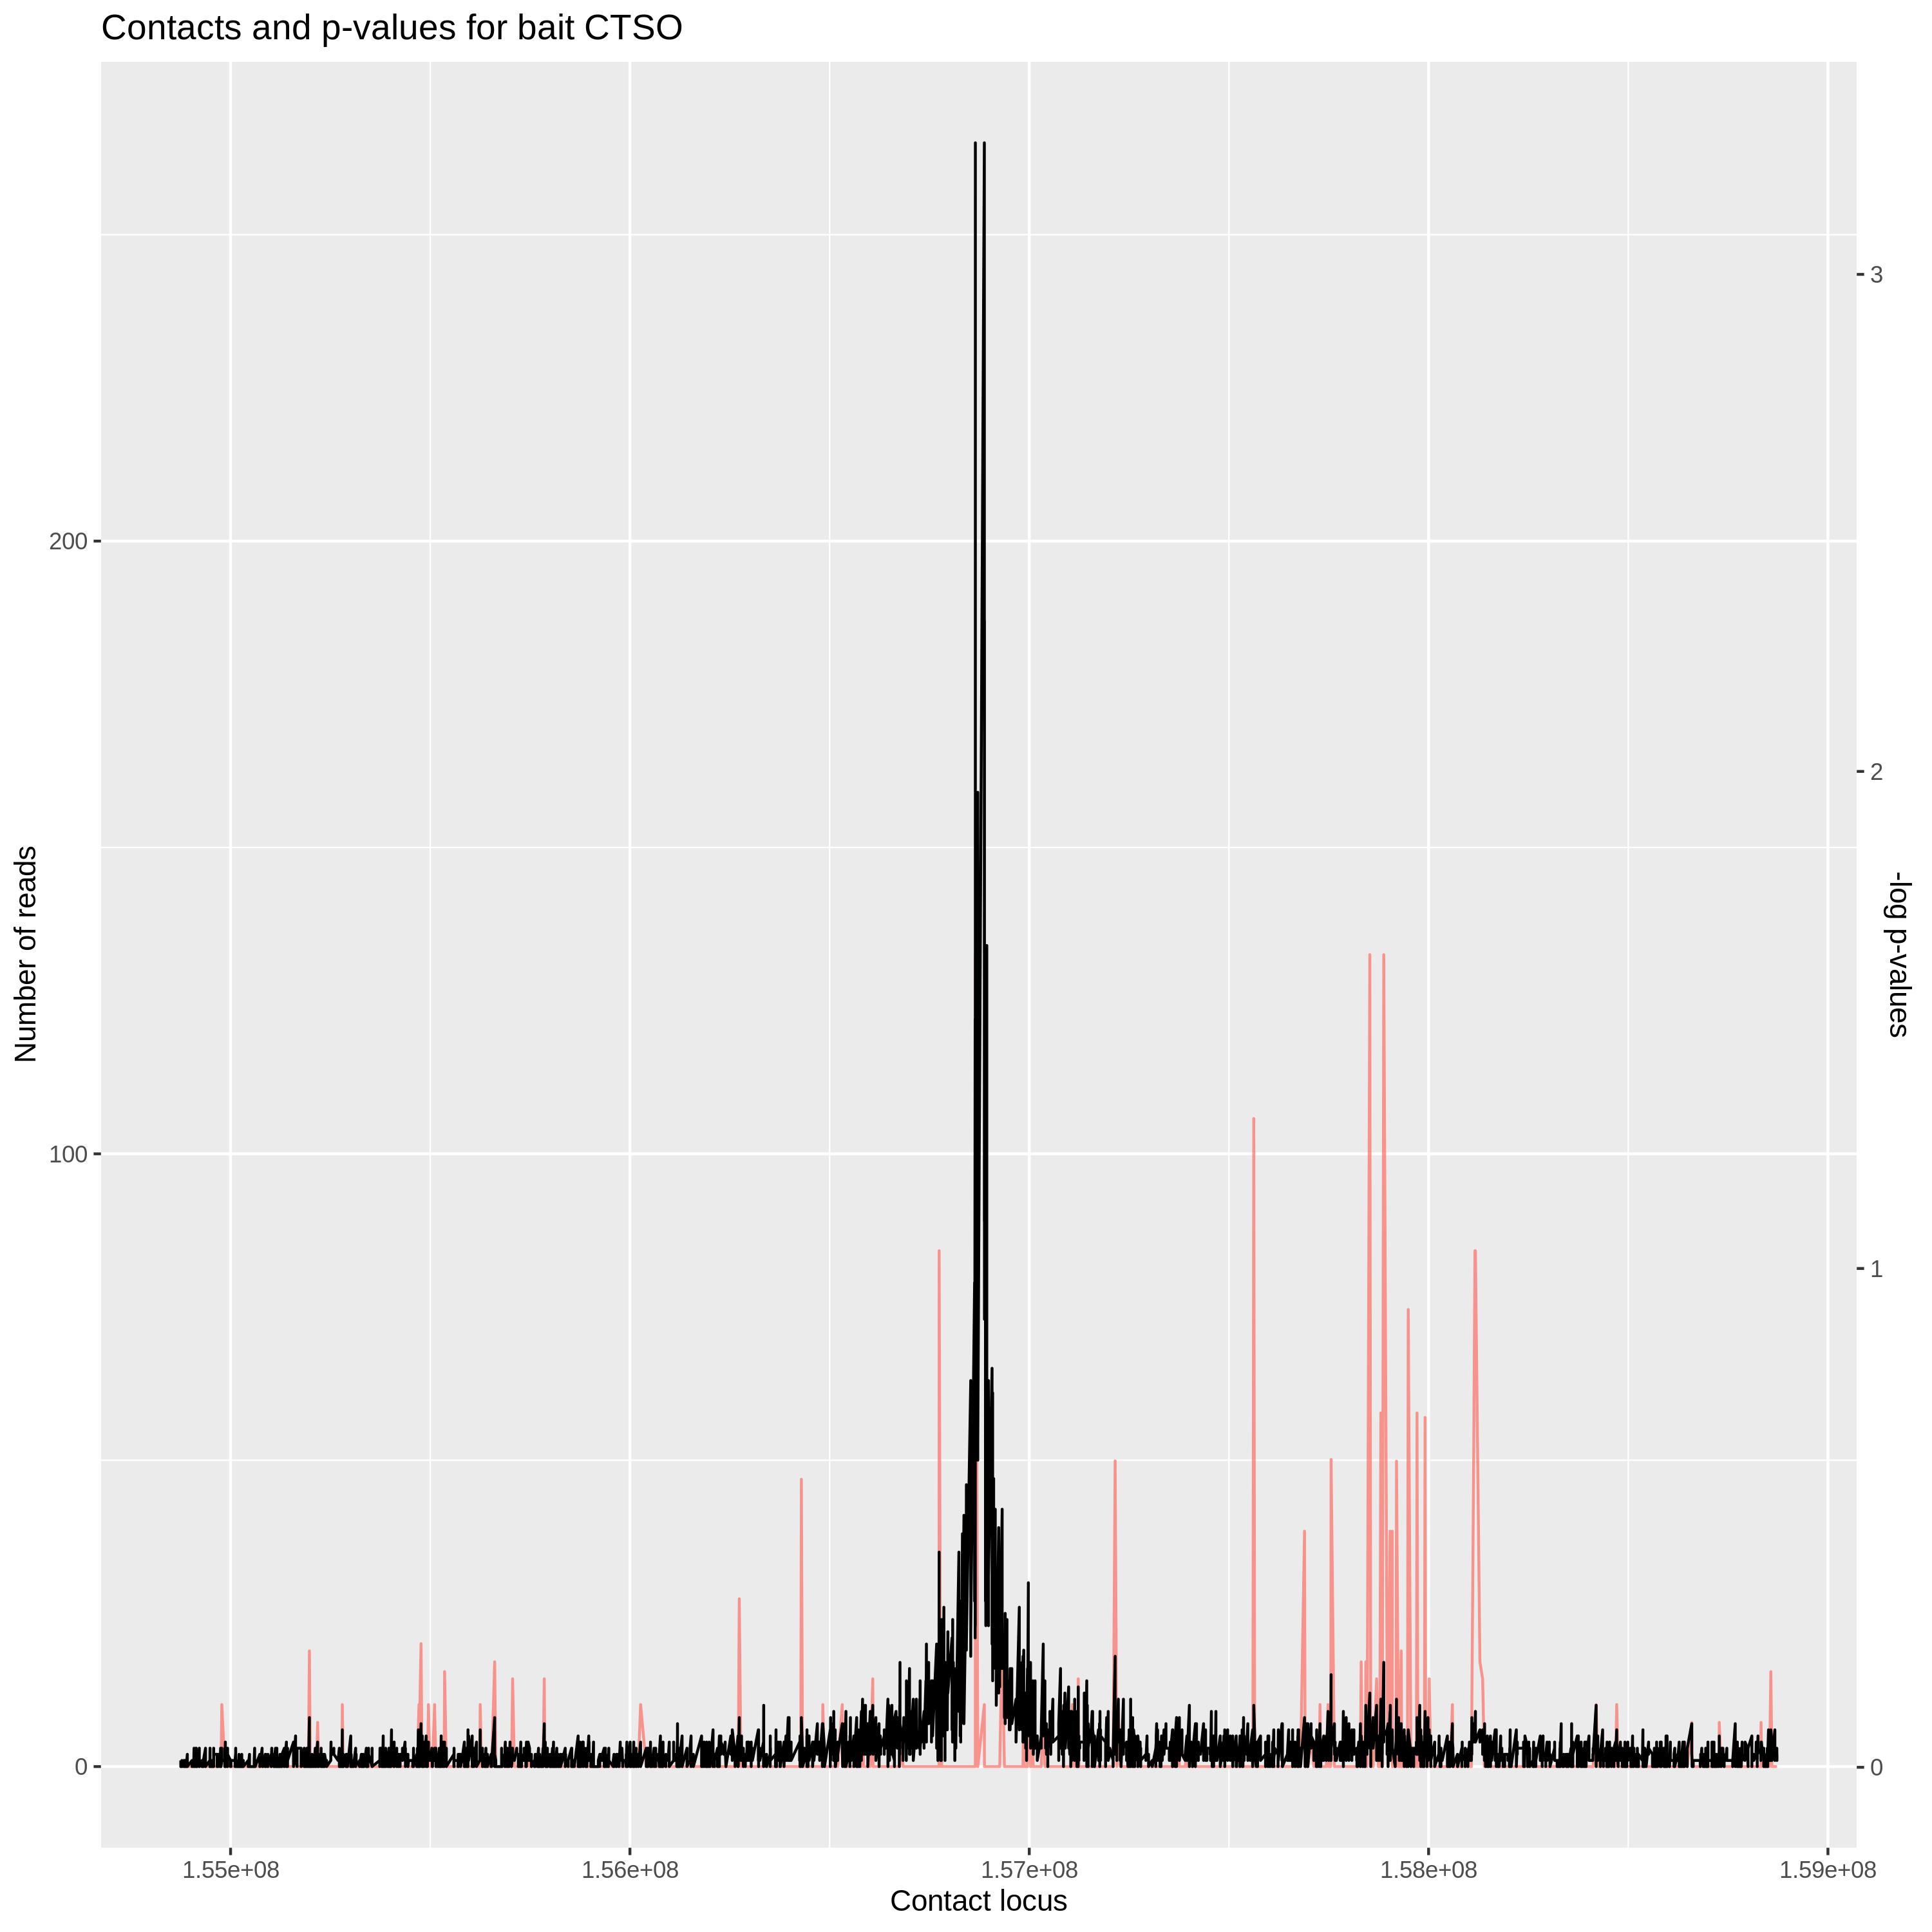 Contacts and p-values for bait CTSO
Number of reads
200
100
0
3
2
1
0
-log p-values
1.55e+08
1.56e+08
1.57e+08
1.58e+08
1.59e+08
Contact locus